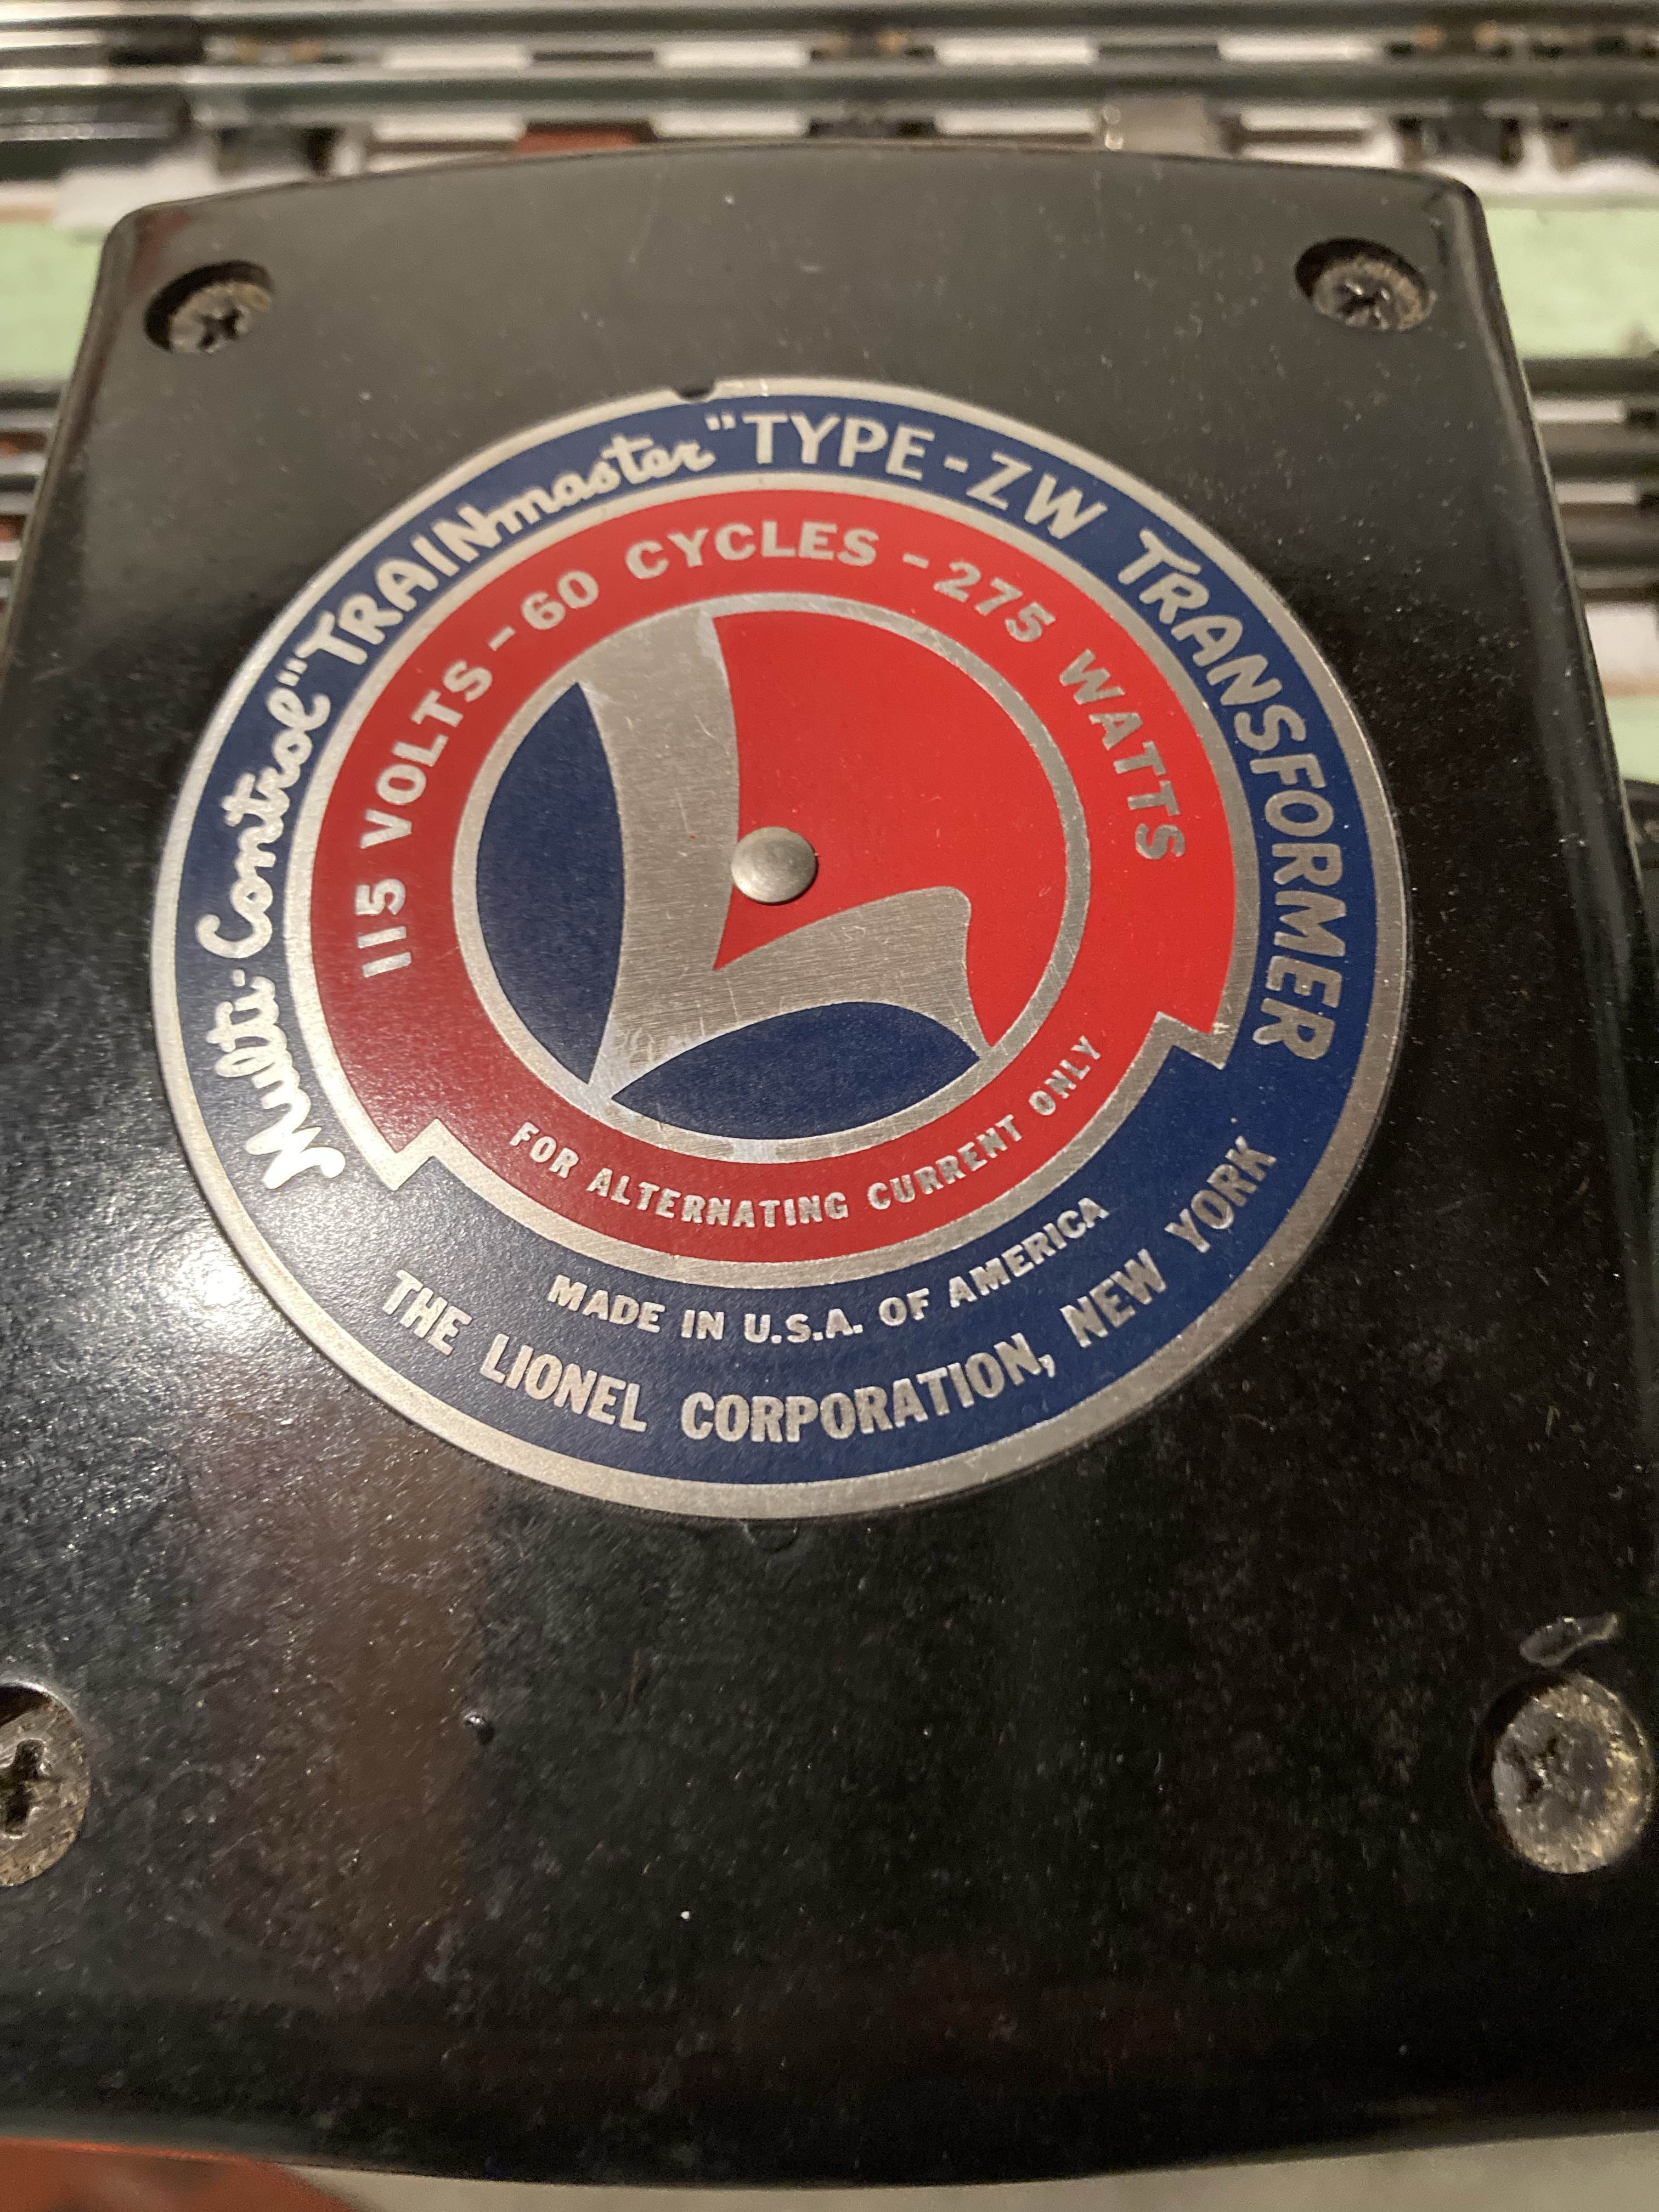 Multi-Control "TRAINmaster" TYPE-ZW TRANSFORMER
115 VOLTS-60 CYCLES-275 WATTS
L
FOR ALTERNATING CURRENT ONLY
MADE IN U.S.A. OF AMERICA
THE LIONEL CORPORATION, NEW YORK